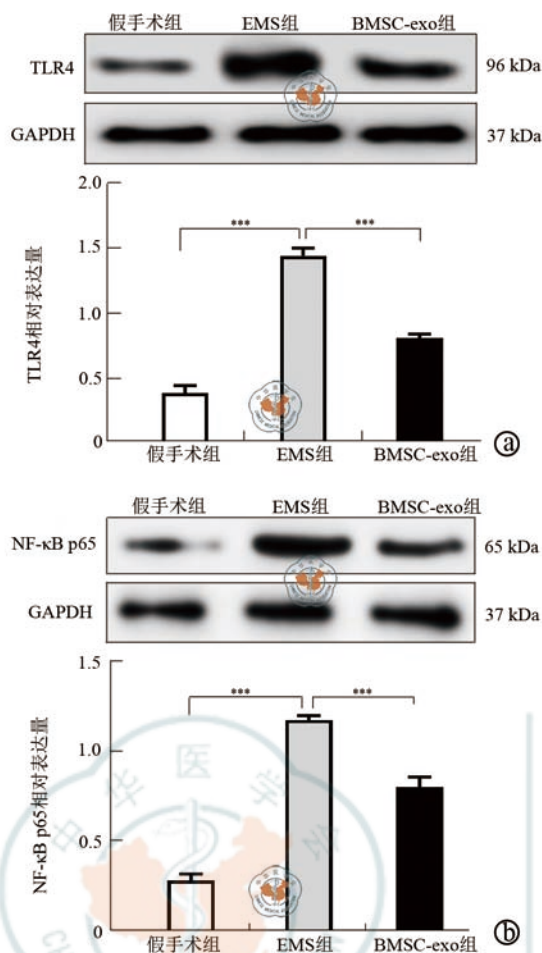 假手术组 EMS组 BMSC-exo组
TLR4 96 kDa
GAPDH 37 kDa
2.0
1.5
1.0
0.5
0
*** ***
TLR4相对表达量
假手术组 EMS组 BMSC-exo组
ⓐ
假手术组 EMS组 BMSC-exo组
NF-κB p65 65 kDa
GAPDH 37 kDa
1.5
1.0
0.5
0
*** ***
NF-κB p65相对表达量
假手术组 EMS组 BMSC-exo组
ⓑ
中华医学会